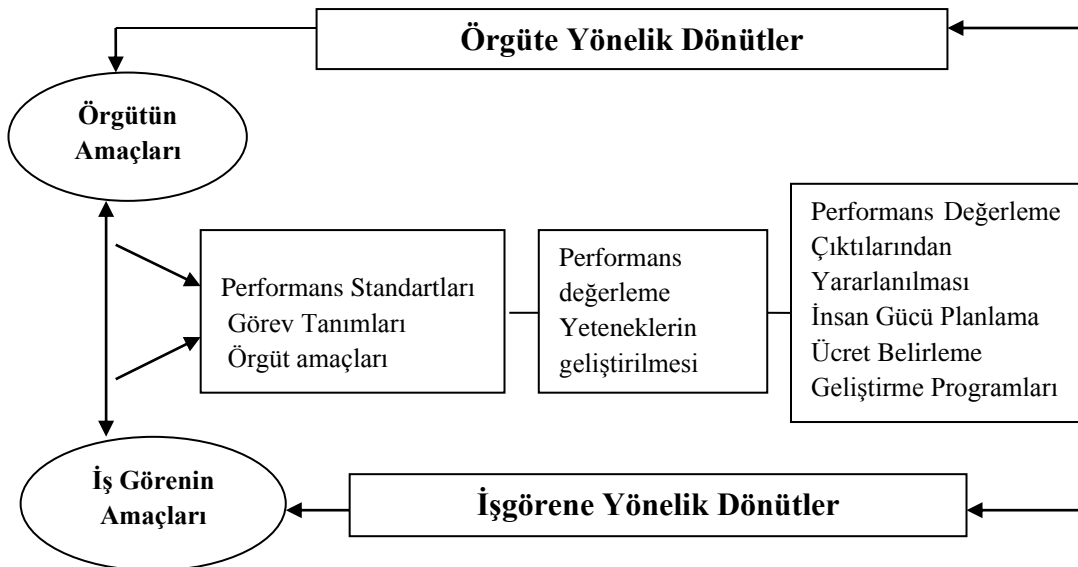 Örgüte Yönelik Dönütler
Örgütün
Amaçları
Performans Standartları
Görev Tanımları
Örgüt amaçları
Performans
değerleme
Yeteneklerin
geliştirilmesi
Performans Değerleme
Çıktılarından
Yararlanılması
İnsan Gücü Planlama
Ücret Belirleme
Geliştirme Programları
İş Görenin
Amaçları
İşgörene Yönelik Dönütler